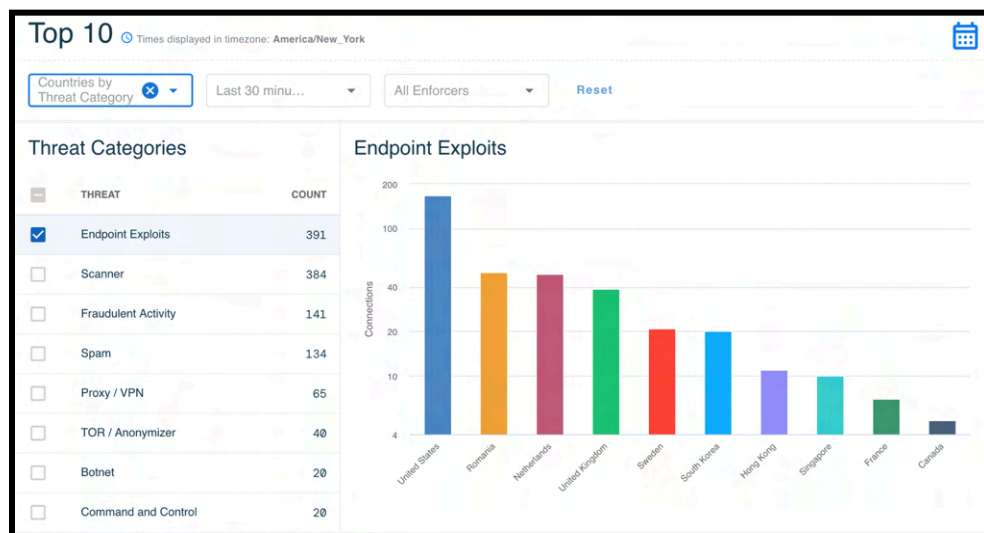 Top 10 Times displayed in timezone: America/New_York
Countries by
Threat Category
Last 30 minu...
All Enforcers
Reset
Threat Categories
THREAT COUNT
Endpoint Exploits 391
Scanner 384
Fraudulent Activity 141
Spam 134
Proxy / VPN 65
TOR / Anonymizer 40
Botnet 20
Command and Control 20
Endpoint Exploits
200
100
40
20
10
4
Connections
United States
Romania
Netherlands
United Kingdom
Sweden
South Korea
Hong Kong
Singapore
France
Canada